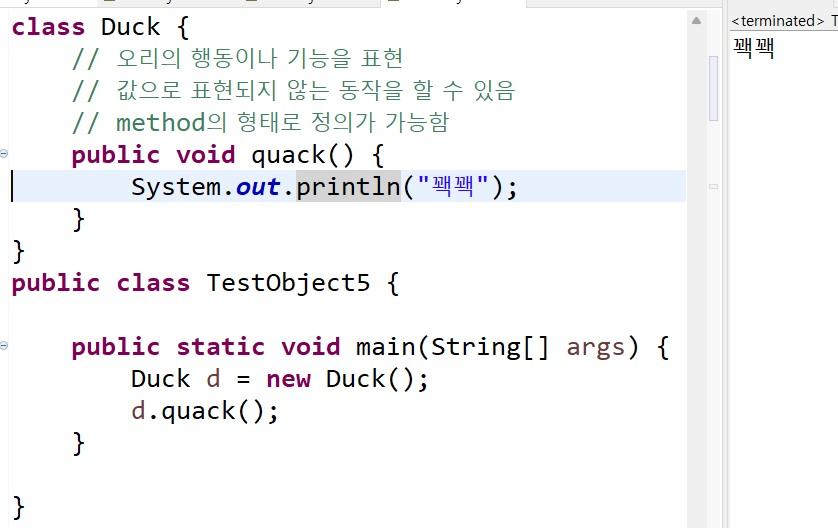 class Duck {
// 오리의 행동이나 기능을 표현
// 값으로 표현되지 않는 동작을 할 수 있음
// method의 형태로 정의가 가능함
public void quack() {
System.out.println("꽥꽥");
}
}
public class TestObject5 {
public static void main(String[] args) {
Duck d = new Duck();
d.quack();
}
}
<terminated> T
꽥꽥